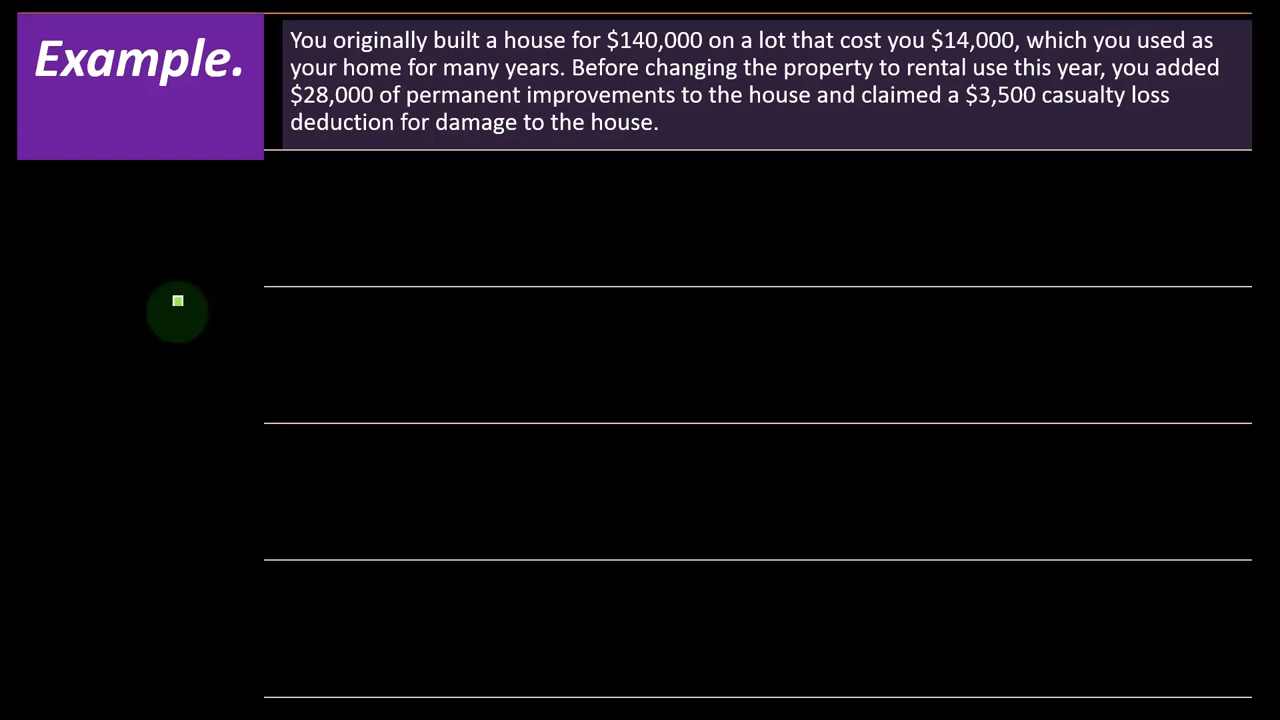 Example.
You originally built a house for $140,000 on a lot that cost you $14,000, which you used as
your home for many years. Before changing the property to rental use this year, you added
$28,000 of permanent improvements to the house and claimed a $3,500 casualty loss
deduction for damage to the house.